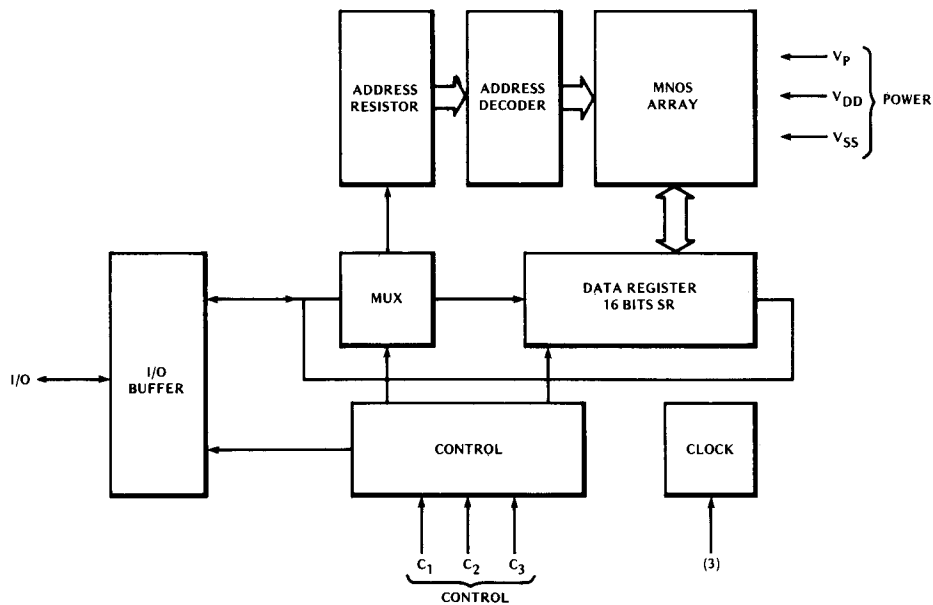 ADDRESS
RESISTOR
ADDRESS
DECODER
MNOS
ARRAY
V_P
V_DD
V_SS
POWER
MUX
DATA REGISTER
16 BITS SR
I/O
I/O
BUFFER
CONTROL
CLOCK
C_1 C_2 C_3
(3)
CONTROL